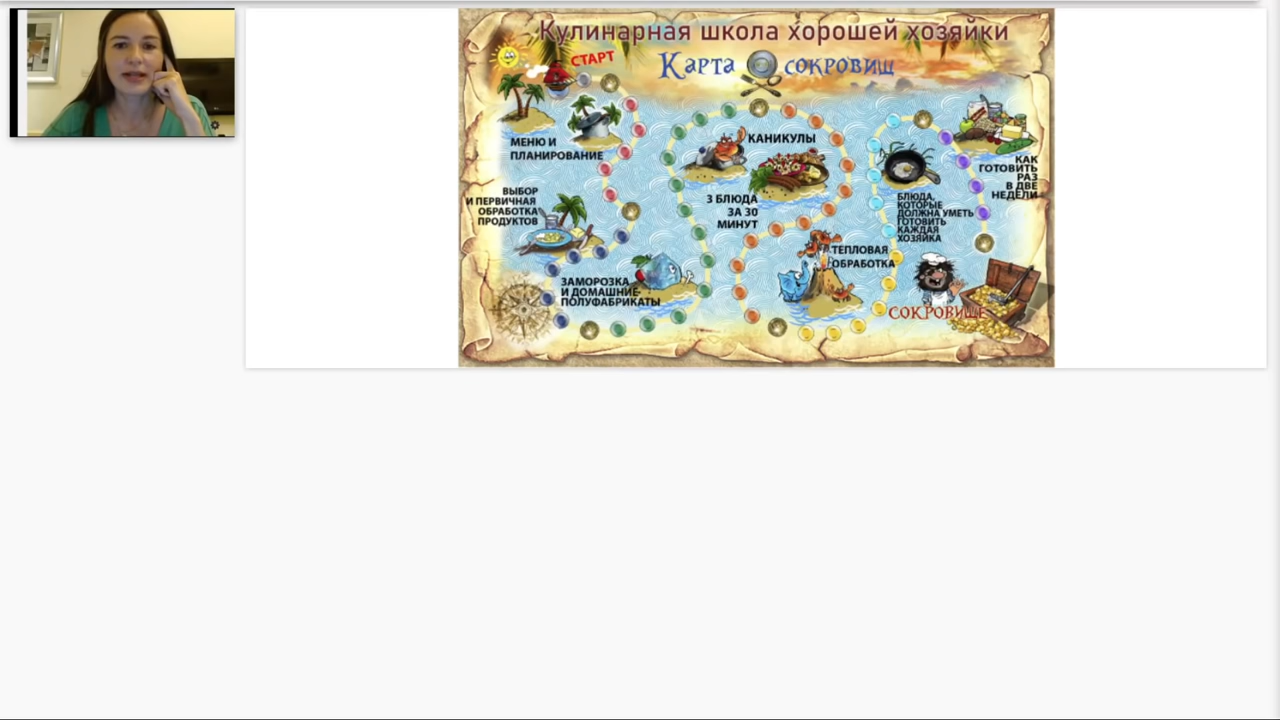 Кулинарная школа хорошей хозяйки
Карта сокровищ
СТАРТ
МЕНЮ И
ПЛАНИРОВАНИЕ
ВЫБОР
И ПЕРВИЧНАЯ
ОБРАБОТКА
ПРОДУКТОВ
ЗАМОРОЗКА
И ДОМАШНИЕ
ПОЛУФАБРИКАТЫ
КАНИКУЛЫ
3 БЛЮДА
ЗА 30
МИНУТ
ТЕПЛОВАЯ
ОБРАБОТКА
БЛЮДА,
КОТОРЫЕ
ДОЛЖНА УМЕТЬ
ГОТОВИТЬ
КАЖДАЯ
ХОЗЯЙКА
КАК
ГОТОВИТЬ
РАЗ
В ДВЕ
НЕДЕЛИ
СОКРОВИЩЕ